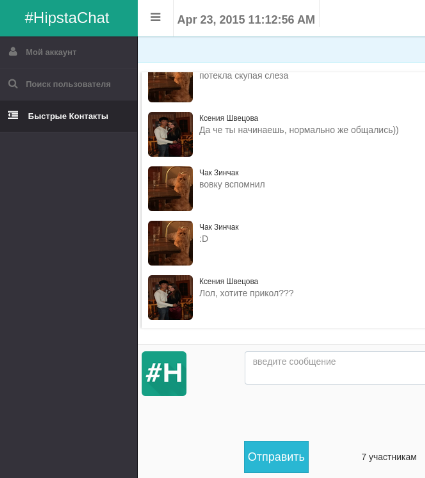 #HipstaChat
Apr 23, 2015 11:12:56 AM
Мой аккаунт
Поиск пользователя
Быстрые Контакты
потекла скупая слеза
Ксения Швецова
Да че ты начинаешь, нормально же общались))
Чак Зинчак
вовку вспомнил
Чак Зинчак
:D
Ксения Швецова
Лол, хотите прикол???
#H
введите сообщение
Отправить
7 участникам